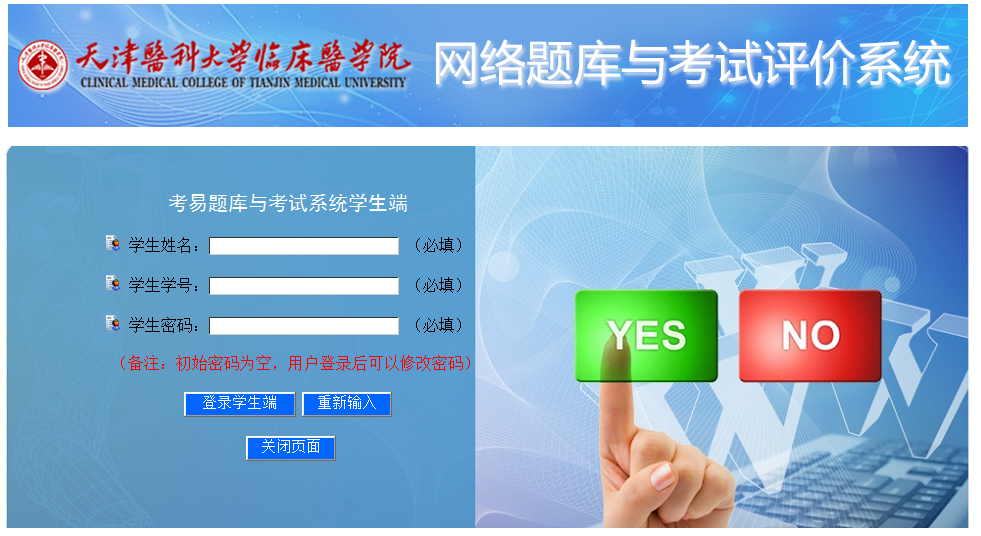 天津醫科大学临床醫学院
CLINICAL MEDICAL COLLEGE OF TIANJIN MEDICAL UNIVERSITY
网络题库与考试评价系统
考易题库与考试系统学生端
学生姓名：（必填）
学生学号：（必填）
学生密码：（必填）
（备注：初始密码为空，用户登录后可以修改密码）
登录学生端 重新输入
关闭页面
YES NO
WWW